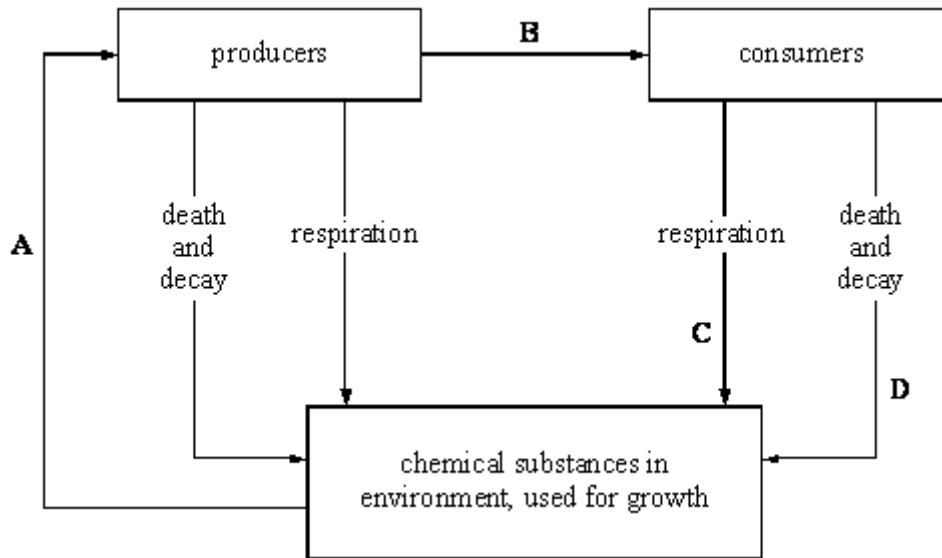 producers
B
consumers
death
and
decay
respiration
respiration
death
and
decay
A
C
D
chemical substances in
environment, used for growth